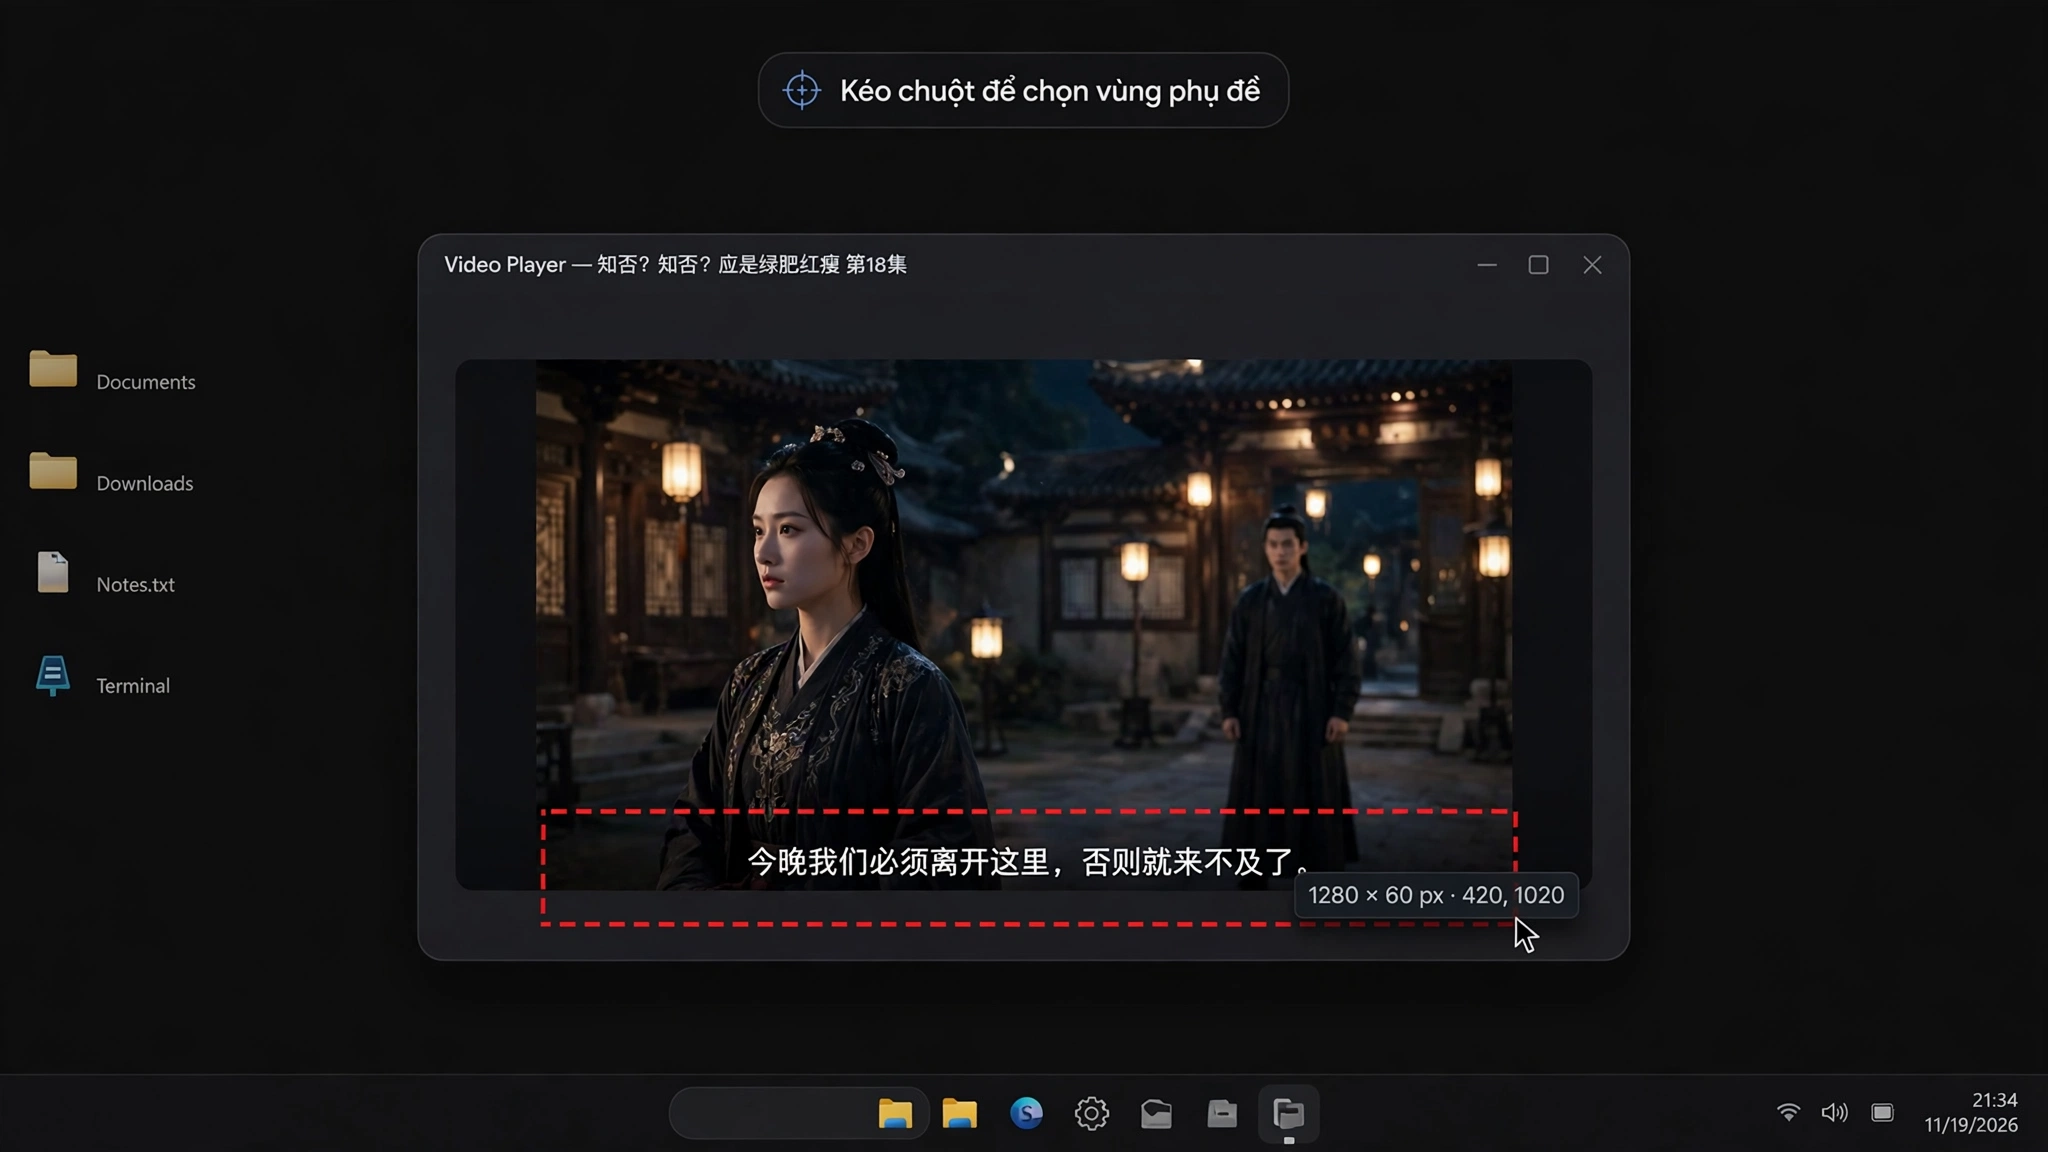 Kéo chuột để chọn vùng phụ đề
Video Player — 知否？知否？应是绿肥红瘦 第18集
Documents
Downloads
Notes.txt
Terminal
今晚我们必须离开这里，否则就来不及了。
1280 × 60 px · 420, 1020
S
21:34
11/19/2026